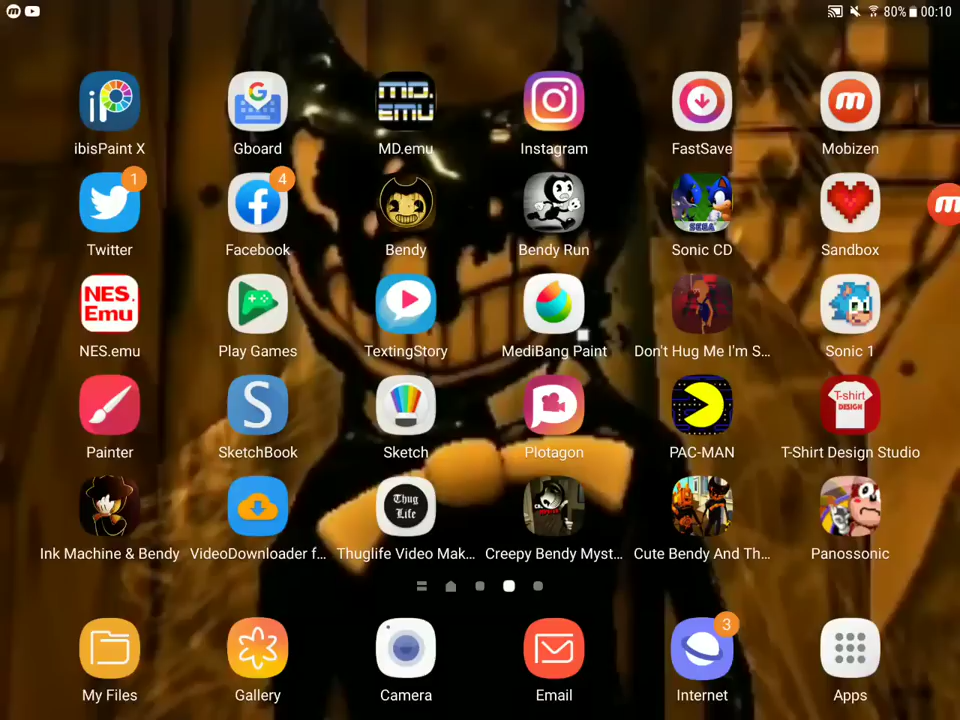 80% 00:10
ibisPaint X Gboard MD.emu Instagram FastSave Mobizen
Twitter Facebook Bendy Bendy Run Sonic CD Sandbox
NES.emu Play Games TextingStory MediBang Paint Don't Hug Me I'm S... Sonic 1
Painter SketchBook Sketch Plotagon PAC-MAN T-Shirt Design Studio
Ink Machine & Bendy VideoDownloader f... Thuglife Video Mak... Creepy Bendy Myst... Cute Bendy And Th... Panossonic
My Files Gallery Camera Email Internet Apps
MD.
EMU
1
4
SEGA
NES.
Emu
T-shirt
DESIGN
Thug
Life
3